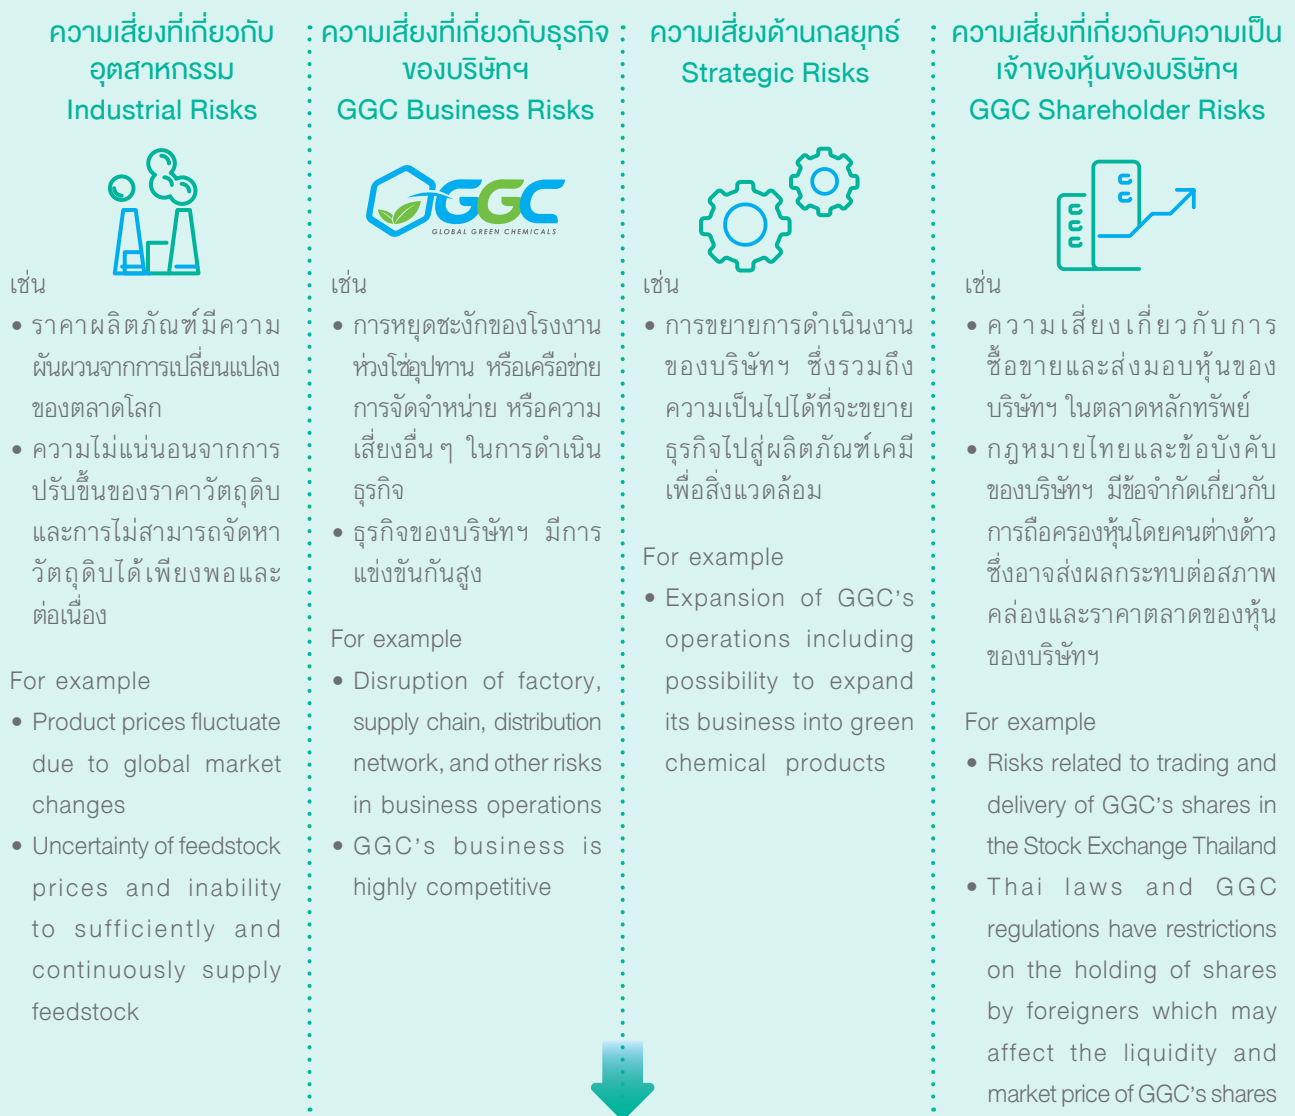 ความเสี่ยงที่เกี่ยวกับ
อุตสาหกรรม
Industrial Risks
เช่น
• ราคาผลิตภัณฑ์มีความ
ผันผวนจากการเปลี่ยนแปลง
ของตลาดโลก
• ความไม่แน่นอนจากการ
ปรับขึ้นของราคาวัตถุดิบ
และการไม่สามารถจัดหา
วัตถุดิบได้เพียงพอและ
ต่อเนื่อง
For example
• Product prices fluctuate
due to global market
changes
• Uncertainty of feedstock
prices and inability
to sufficiently and
continuously supply
feedstock
ความเสี่ยงที่เกี่ยวกับธุรกิจ
ของบริษัทฯ
GGC Business Risks
GGC
GLOBAL GREEN CHEMICALS
เช่น
• การหยุดชะงักของโรงงาน
ห่วงโซ่อุปทาน หรือเครือข่าย
การจัดจำหน่าย หรือความ
เสี่ยงอื่น ๆ ในการดำเนิน
ธุรกิจ
• ธุรกิจของบริษัทฯ มีการ
แข่งขันกันสูง
For example
• Disruption of factory,
supply chain, distribution
network, and other risks
in business operations
• GGC's business is
highly competitive
ความเสี่ยงด้านกลยุทธ์
Strategic Risks
เช่น
• การขยายการดำเนินงาน
ของบริษัทฯ ซึ่งรวมถึง
ความเป็นไปได้ที่จะขยาย
ธุรกิจไปสู่ผลิตภัณฑ์เคมี
เพื่อสิ่งแวดล้อม
For example
• Expansion of GGC's
operations including
possibility to expand
its business into green
chemical products
ความเสี่ยงที่เกี่ยวกับความเป็น
เจ้าของหุ้นของบริษัทฯ
GGC Shareholder Risks
เช่น
• ความเสี่ยงเกี่ยวกับการ
ซื้อขายและส่งมอบหุ้นของ
บริษัทฯ ในตลาดหลักทรัพย์
• กฎหมายไทยและข้อบังคับ
ของบริษัทฯ มีข้อจำกัดเกี่ยวกับ
การถือครองหุ้นโดยคนต่างด้าว
ซึ่งอาจส่งผลกระทบต่อสภาพ
คล่องและราคาตลาดของหุ้น
ของบริษัทฯ
For example
• Risks related to trading and
delivery of GGC's shares in
the Stock Exchange Thailand
• Thai laws and GGC
regulations have restrictions
on the holding of shares
by foreigners which may
affect the liquidity and
market price of GGC's shares